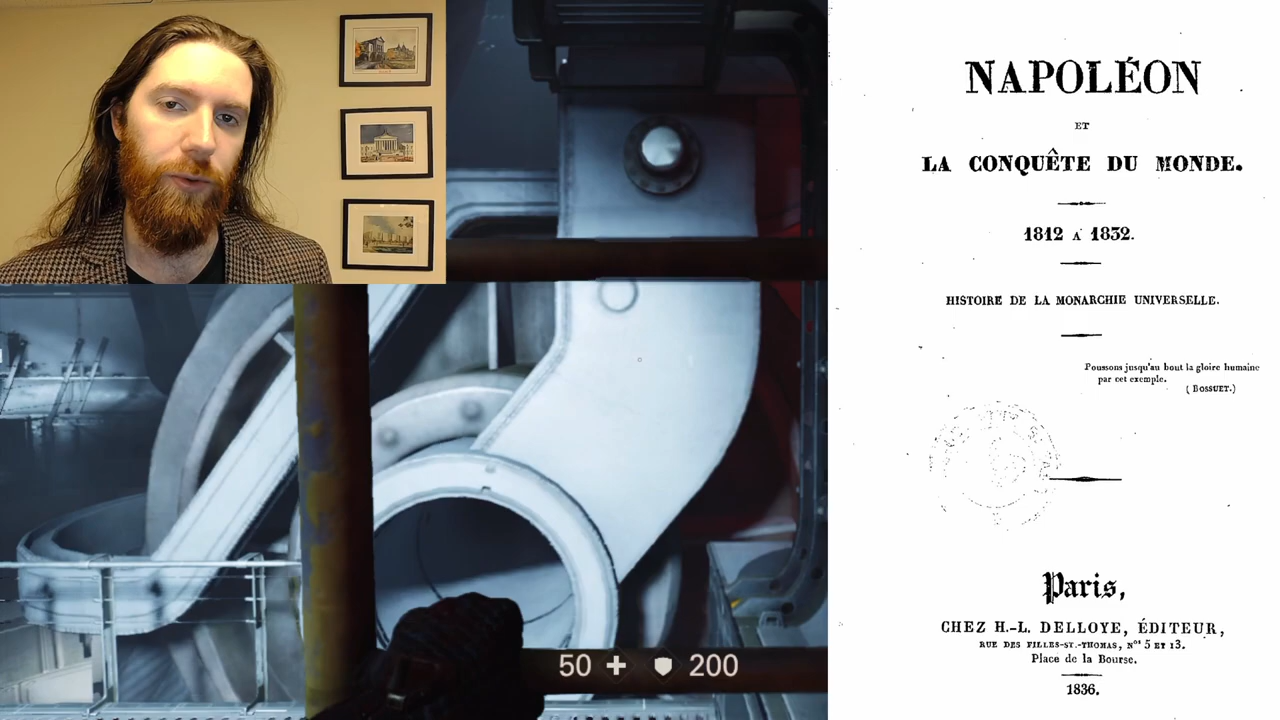 NAPOLÉON
ET
LA CONQUÊTE DU MONDE.
1812 A 1832.
HISTOIRE DE LA MONARCHIE UNIVERSELLE.
Poussons jusqu'au bout la gloire humaine
par cet exemple.
(BOSSUET.)
Paris,
CHEZ H.-L. DELLOYE, ÉDITEUR,
RUE DES FILLES-ST.-THOMAS, Nos 5 ET 13.
Place de la Bourse.
1836.
50 200